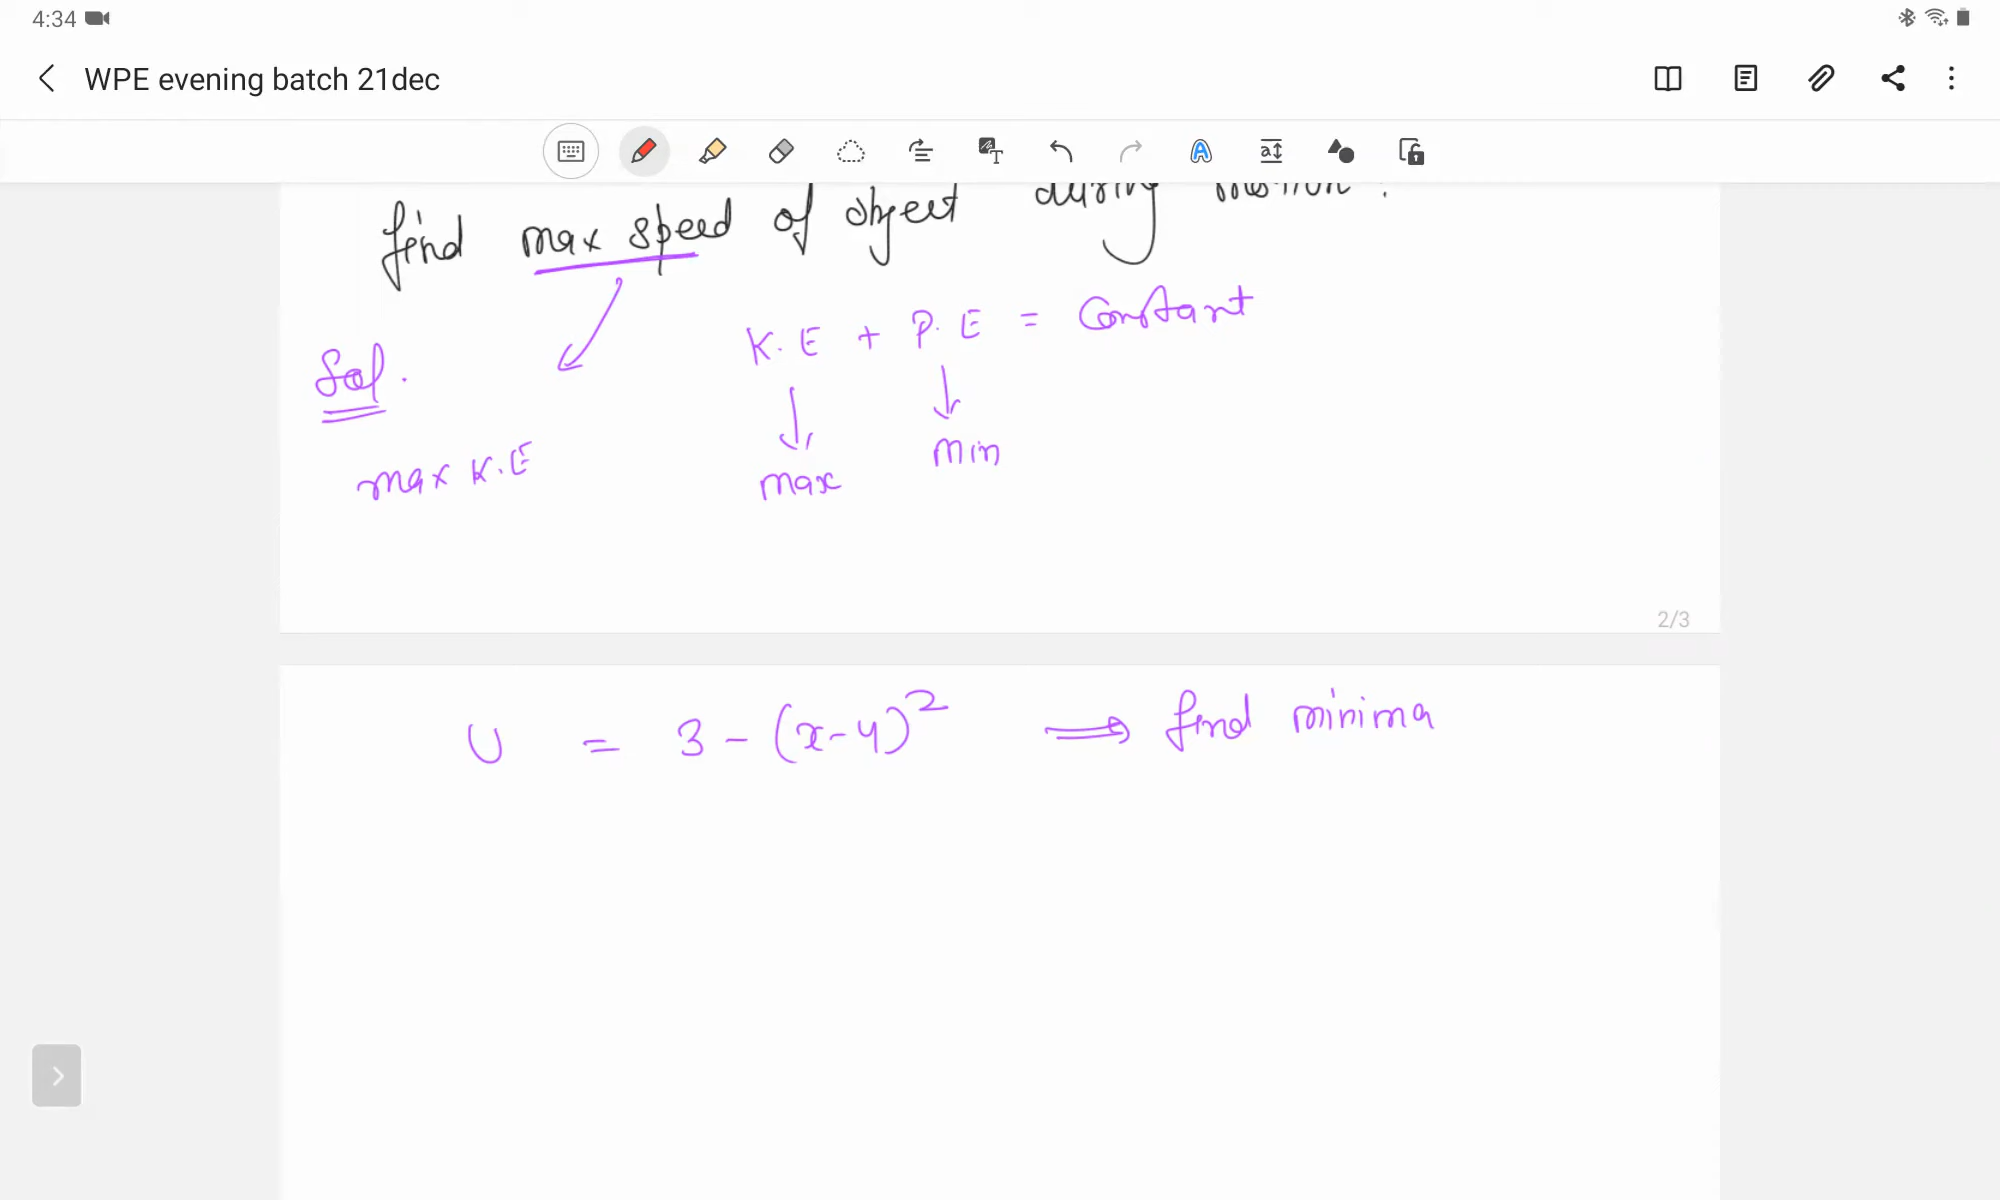 4:34
WPE evening batch 21dec
find max speed of object during motion.
K.E + P.E = Constant
Sol.
max K.E
max
min
2/3
U = 3 - (x-4)² ⟹ find minima